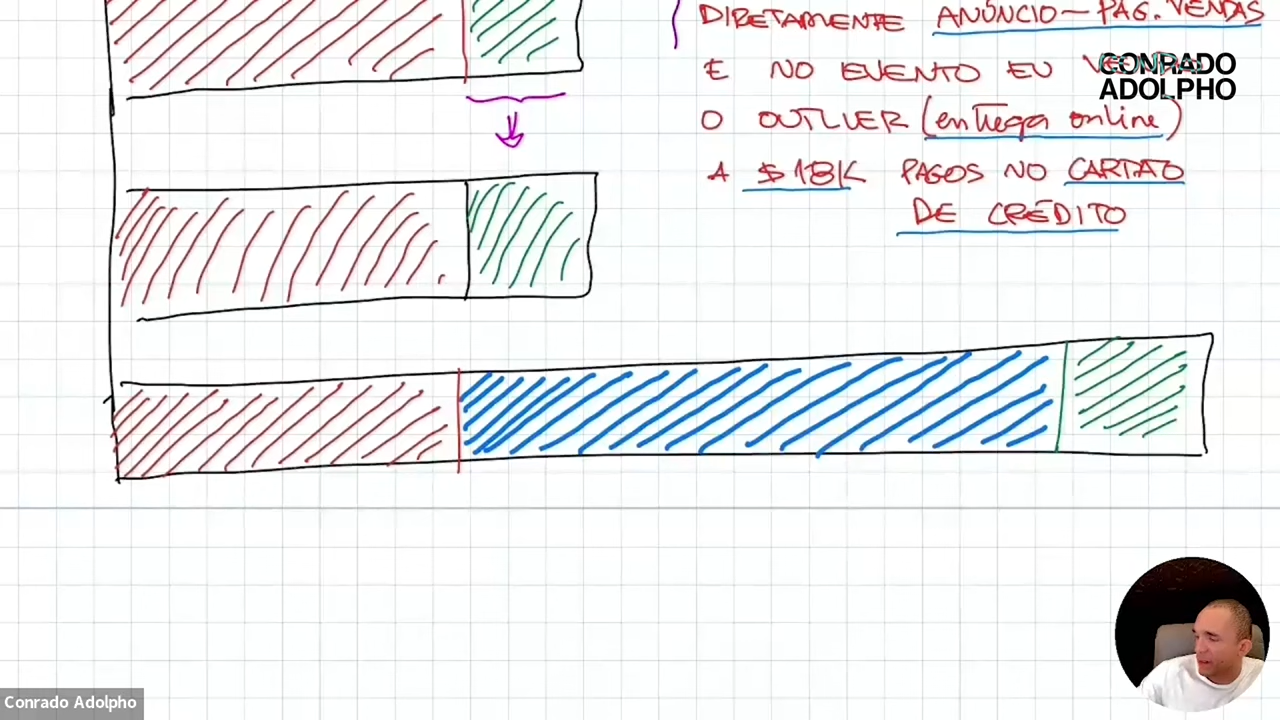 DIRETAMENTE ANÚNCIO - PÁG. VENDAS
E NO EVENTO EU VENDO
O OUTLIER (entrega online)
A $18K PAGOS NO CARTÃO
DE CRÉDITO
CONRADO
ADOLPHO
Conrado Adolpho